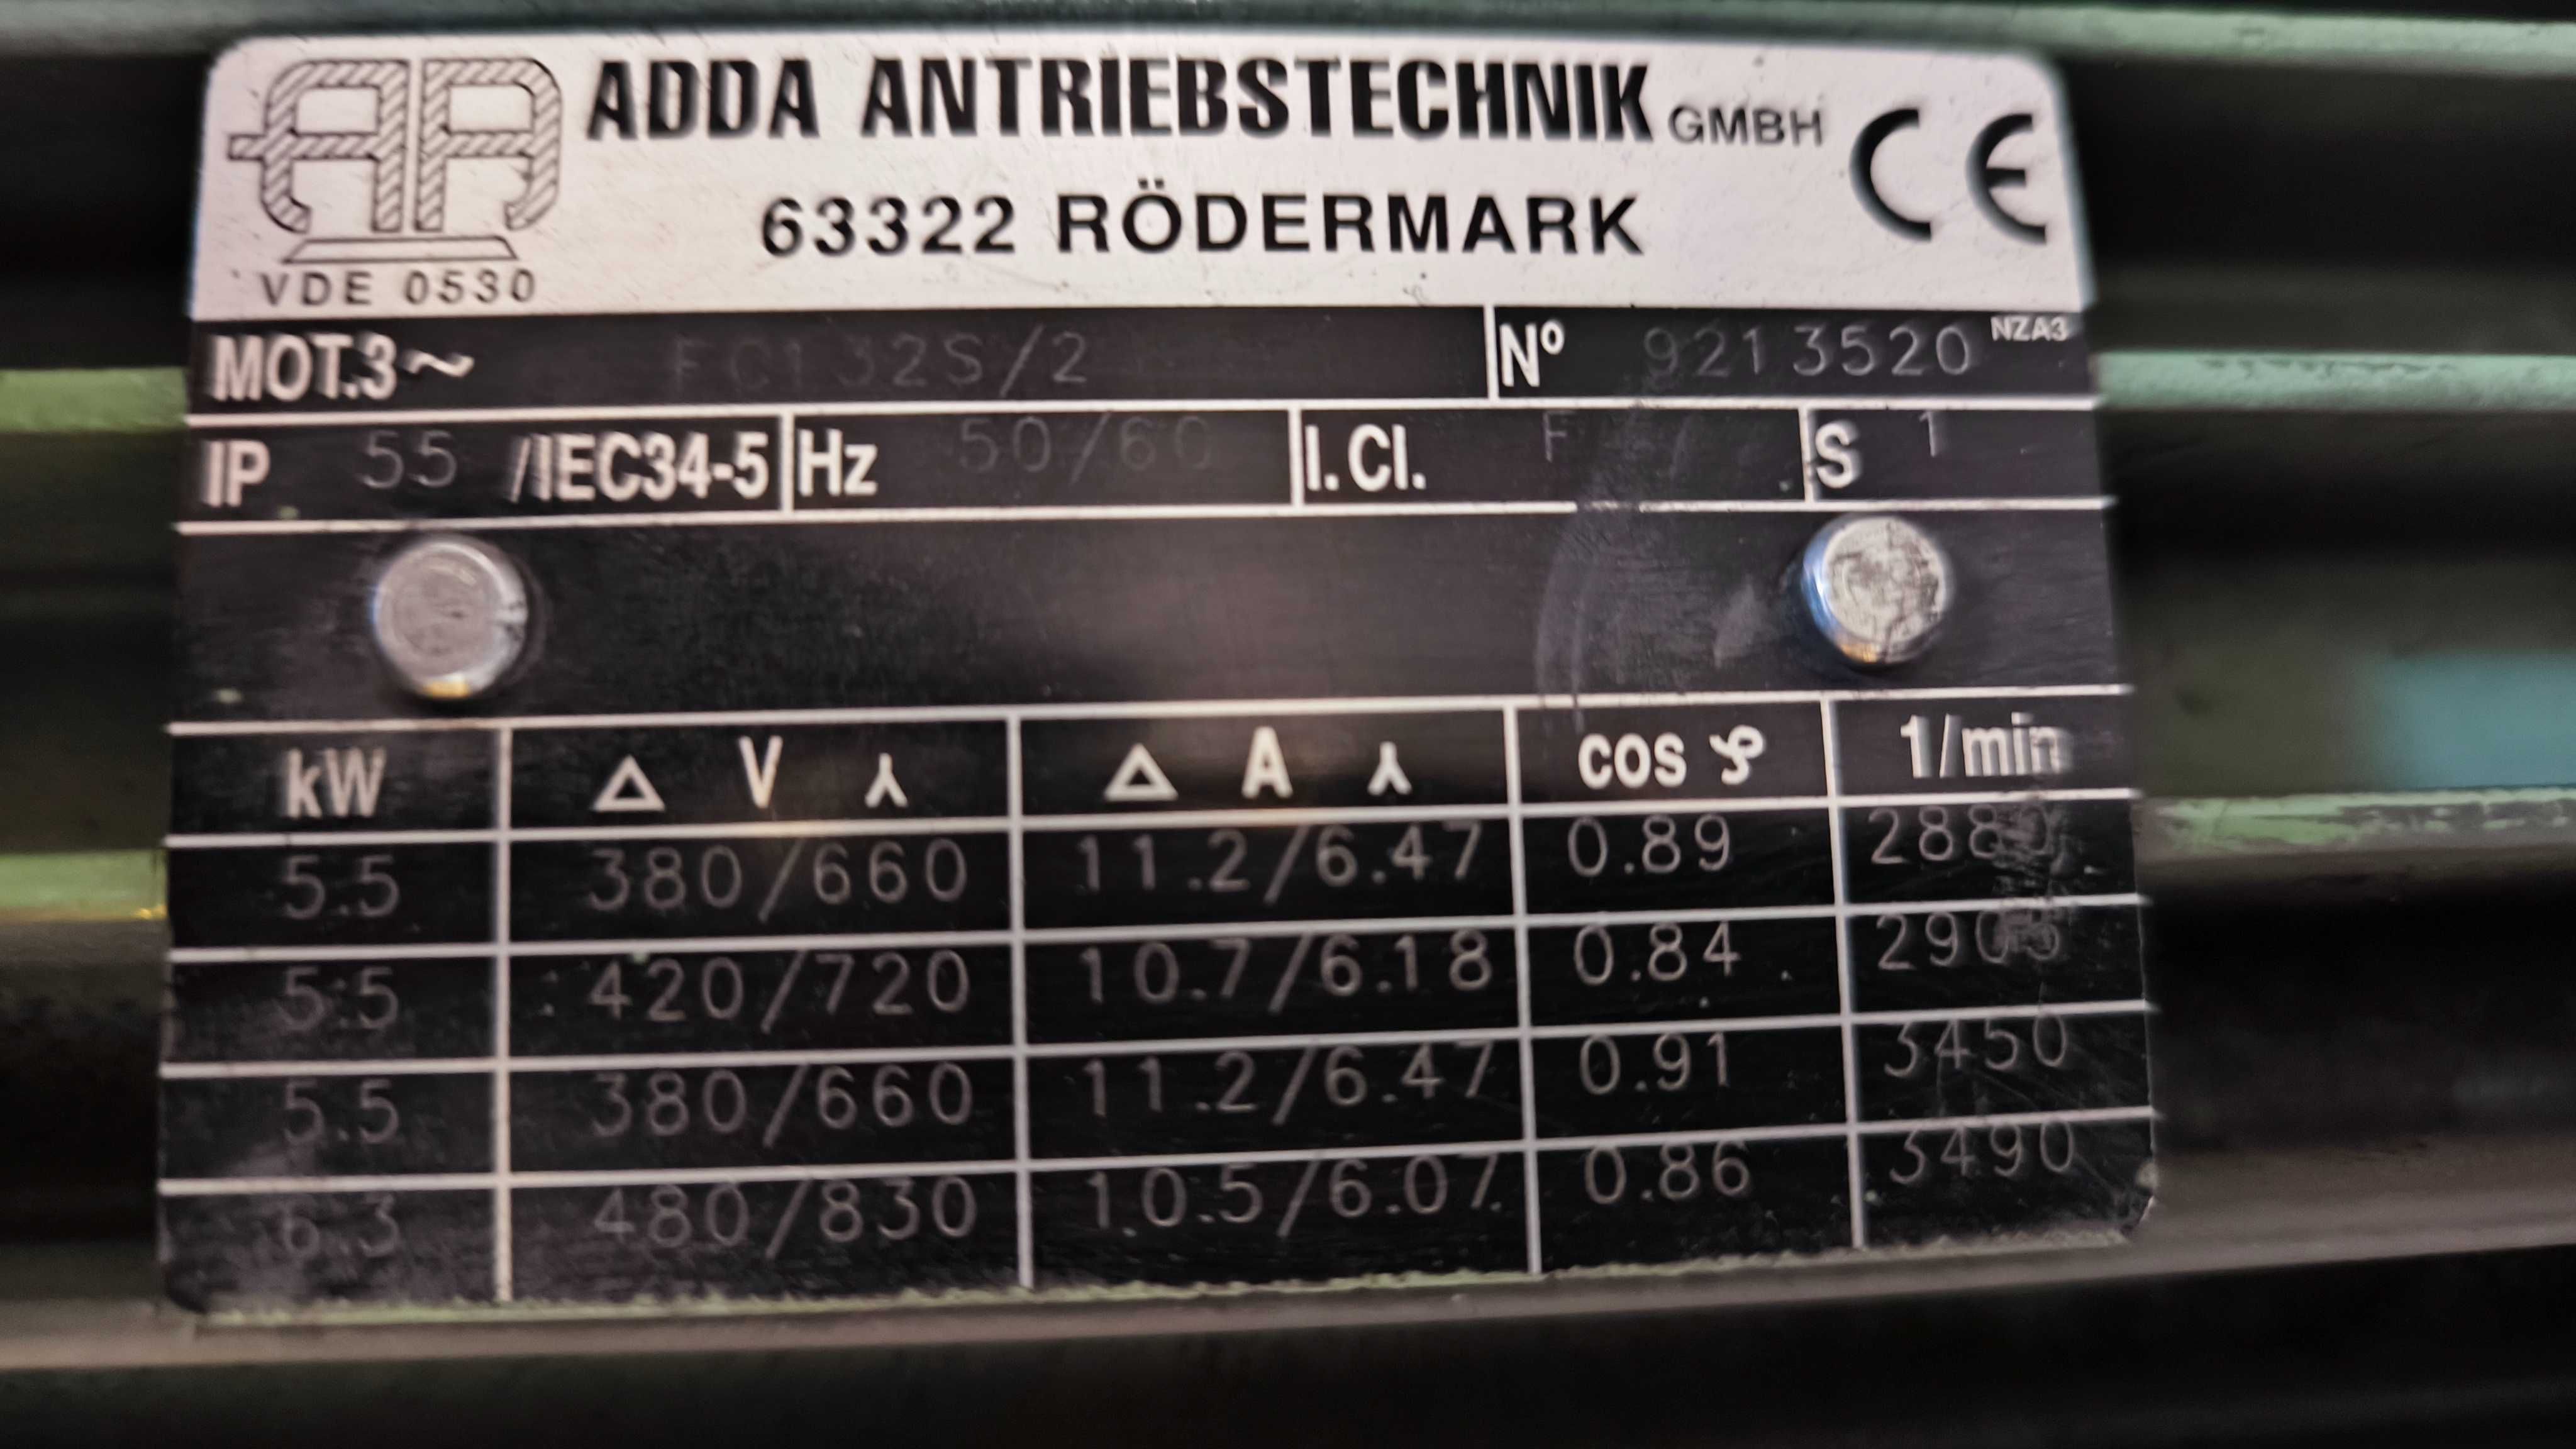 ADDA ANTRIEBSTECHNIK GMBH CE
63322 RÖDERMARK
VDE 0530
MOT.3~ FC132S/2 Nº 9213520 NZA3
IP 55 /IEC34-5 Hz 50/60 I.Cl. F S 1
kW Δ V Y Δ A Y cos φ 1/min
5.5 380/660 11.2/6.47 0.89 2880
5.5 420/720 10.7/6.18 0.84 2905
5.5 380/660 11.2/6.47 0.91 3450
6.3 480/830 10.5/6.07 0.86 3490